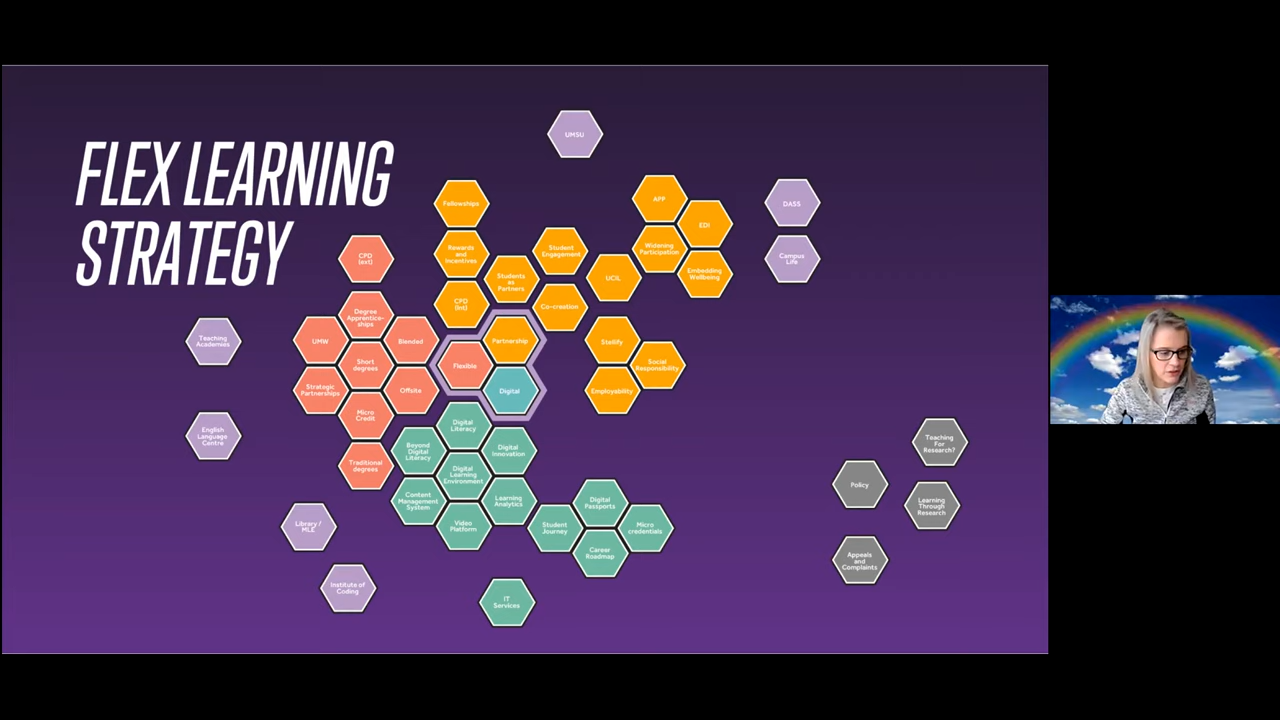 FLEX LEARNING
STRATEGY
UMSU
Fellowships
APP
EDI
DASS
CPD
(ext)
Rewards
and
Incentives
Student
Engagement
Widening
Participation
Campus
Life
Students
as
Partners
UCIL
Embedding
Wellbeing
CPD
(Int)
Co-creation
Degree
Apprentice-
ships
Teaching
Academies
UMW
Blended
Partnership
Stellify
Short
degrees
Flexible
Social
Responsibility
Strategic
Partnerships
Offsite
Digital
Employability
Micro
Credit
Digital
Literacy
English
Language
Centre
Beyond
Digital
Literacy
Digital
Innovation
Teaching
For
Research?
Traditional
degrees
Digital
Learning
Environment
Policy
Content
Management
System
Learning
Analytics
Digital
Passports
Learning
Through
Research
Library /
MLE
Video
Platform
Student
Journey
Micro
credentials
Career
Roadmap
Appeals
and
Complaints
Institute of
Coding
IT
Services